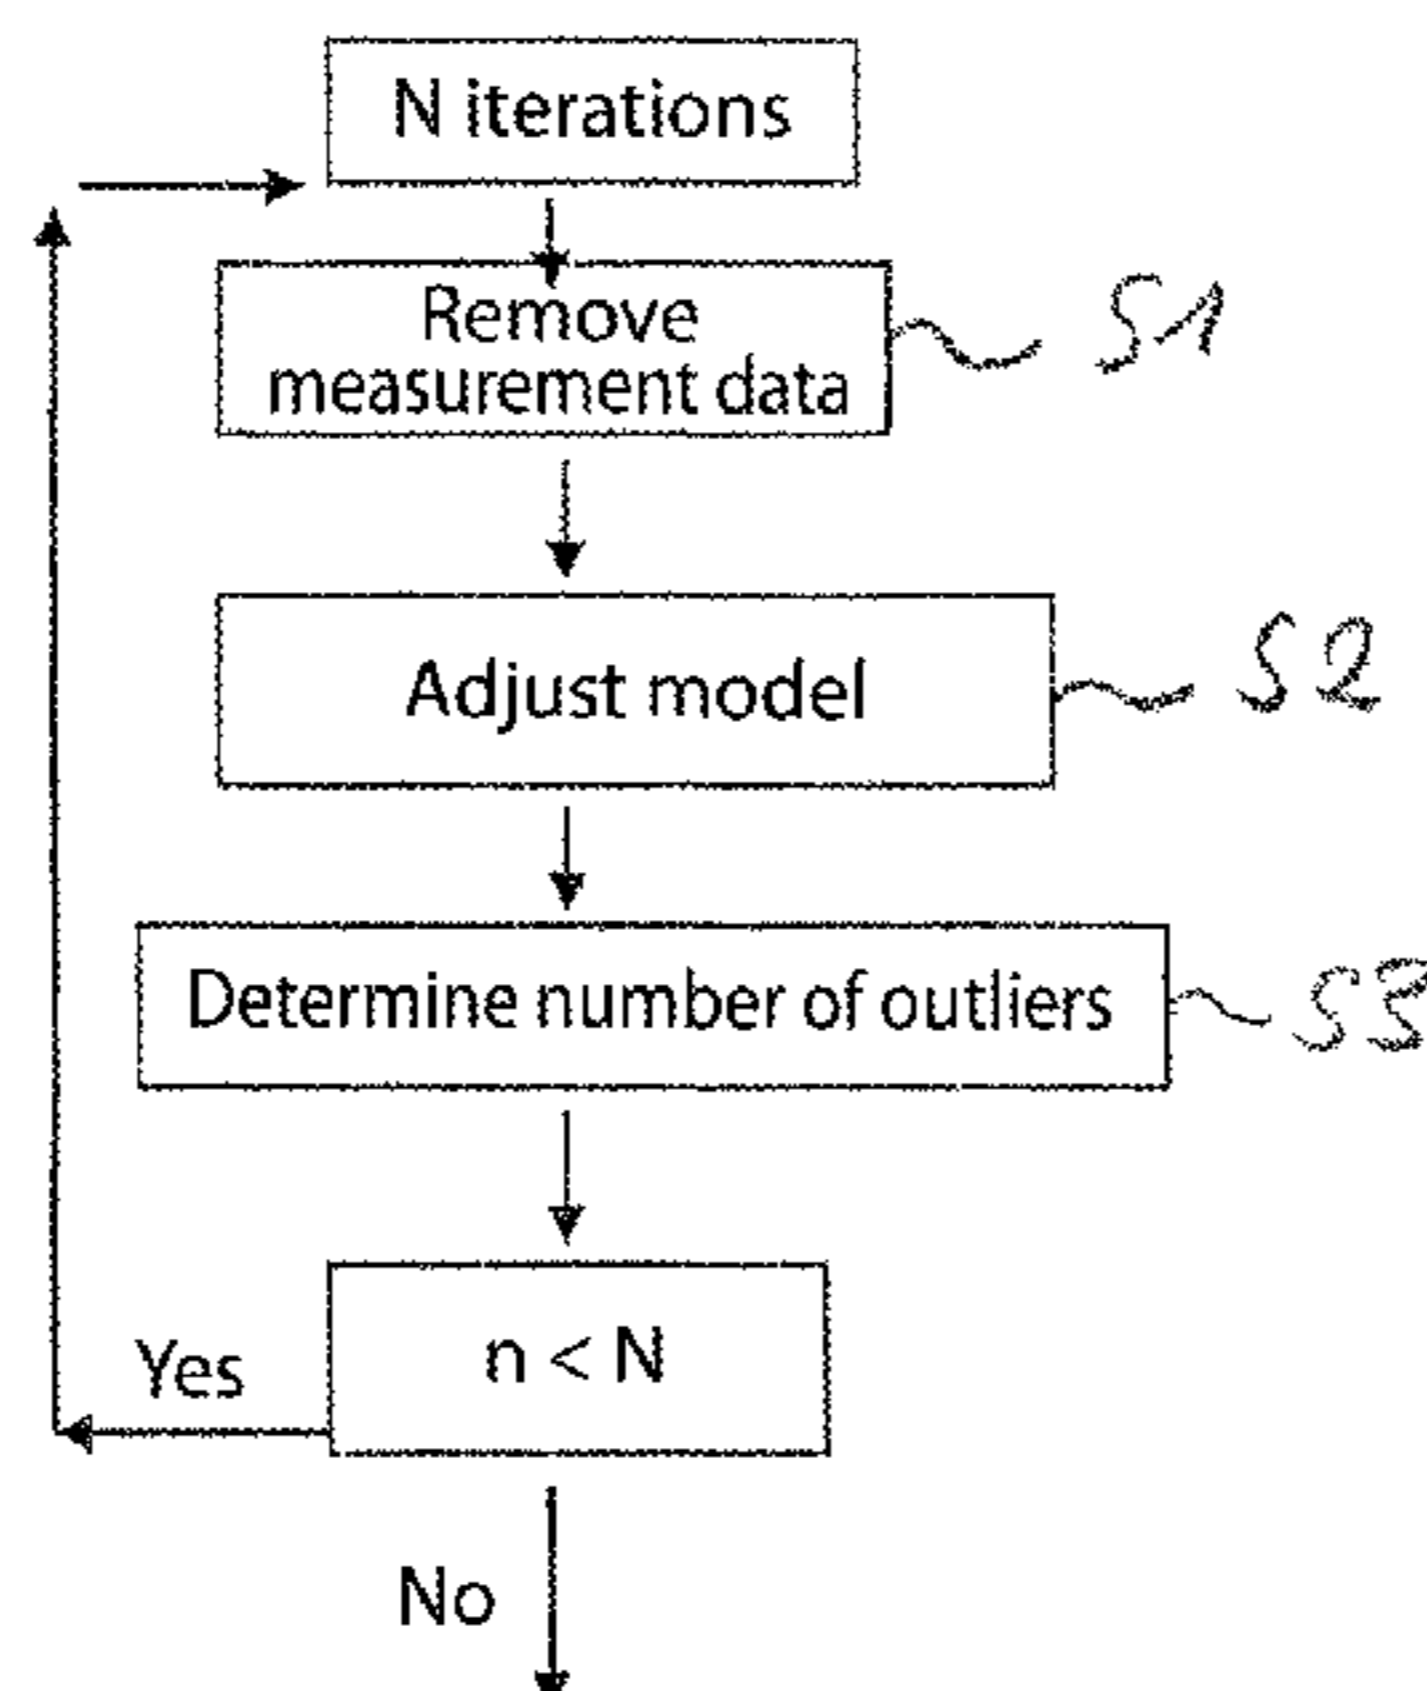 N iterations
Remove
measurement data
S1
Adjust model
S2
Determine number of outliers
S3
n < N
Yes
No